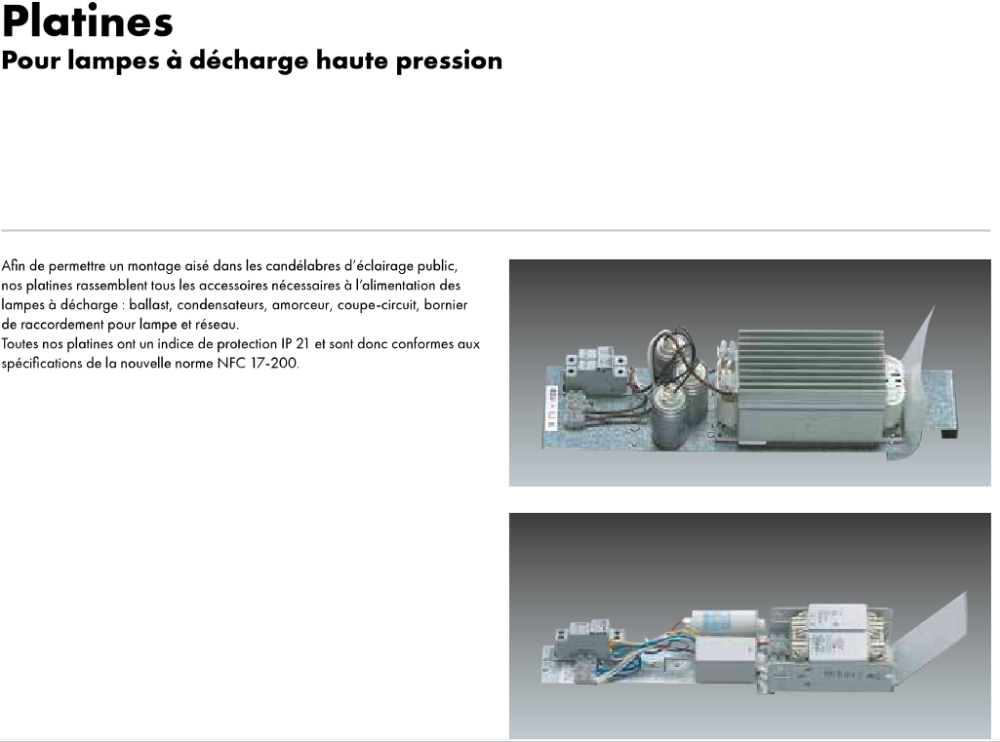 Platines
Pour lampes à décharge haute pression
Afin de permettre un montage aisé dans les candélabres d'éclairage public,
nos platines rassemblent tous les accessoires nécessaires à l'alimentation des
lampes à décharge : ballast, condensateurs, amorceur, coupe-circuit, bornier
de raccordement pour lampe et réseau.
Toutes nos platines ont un indice de protection IP 21 et sont donc conformes aux
spécifications de la nouvelle norme NFC 17-200.